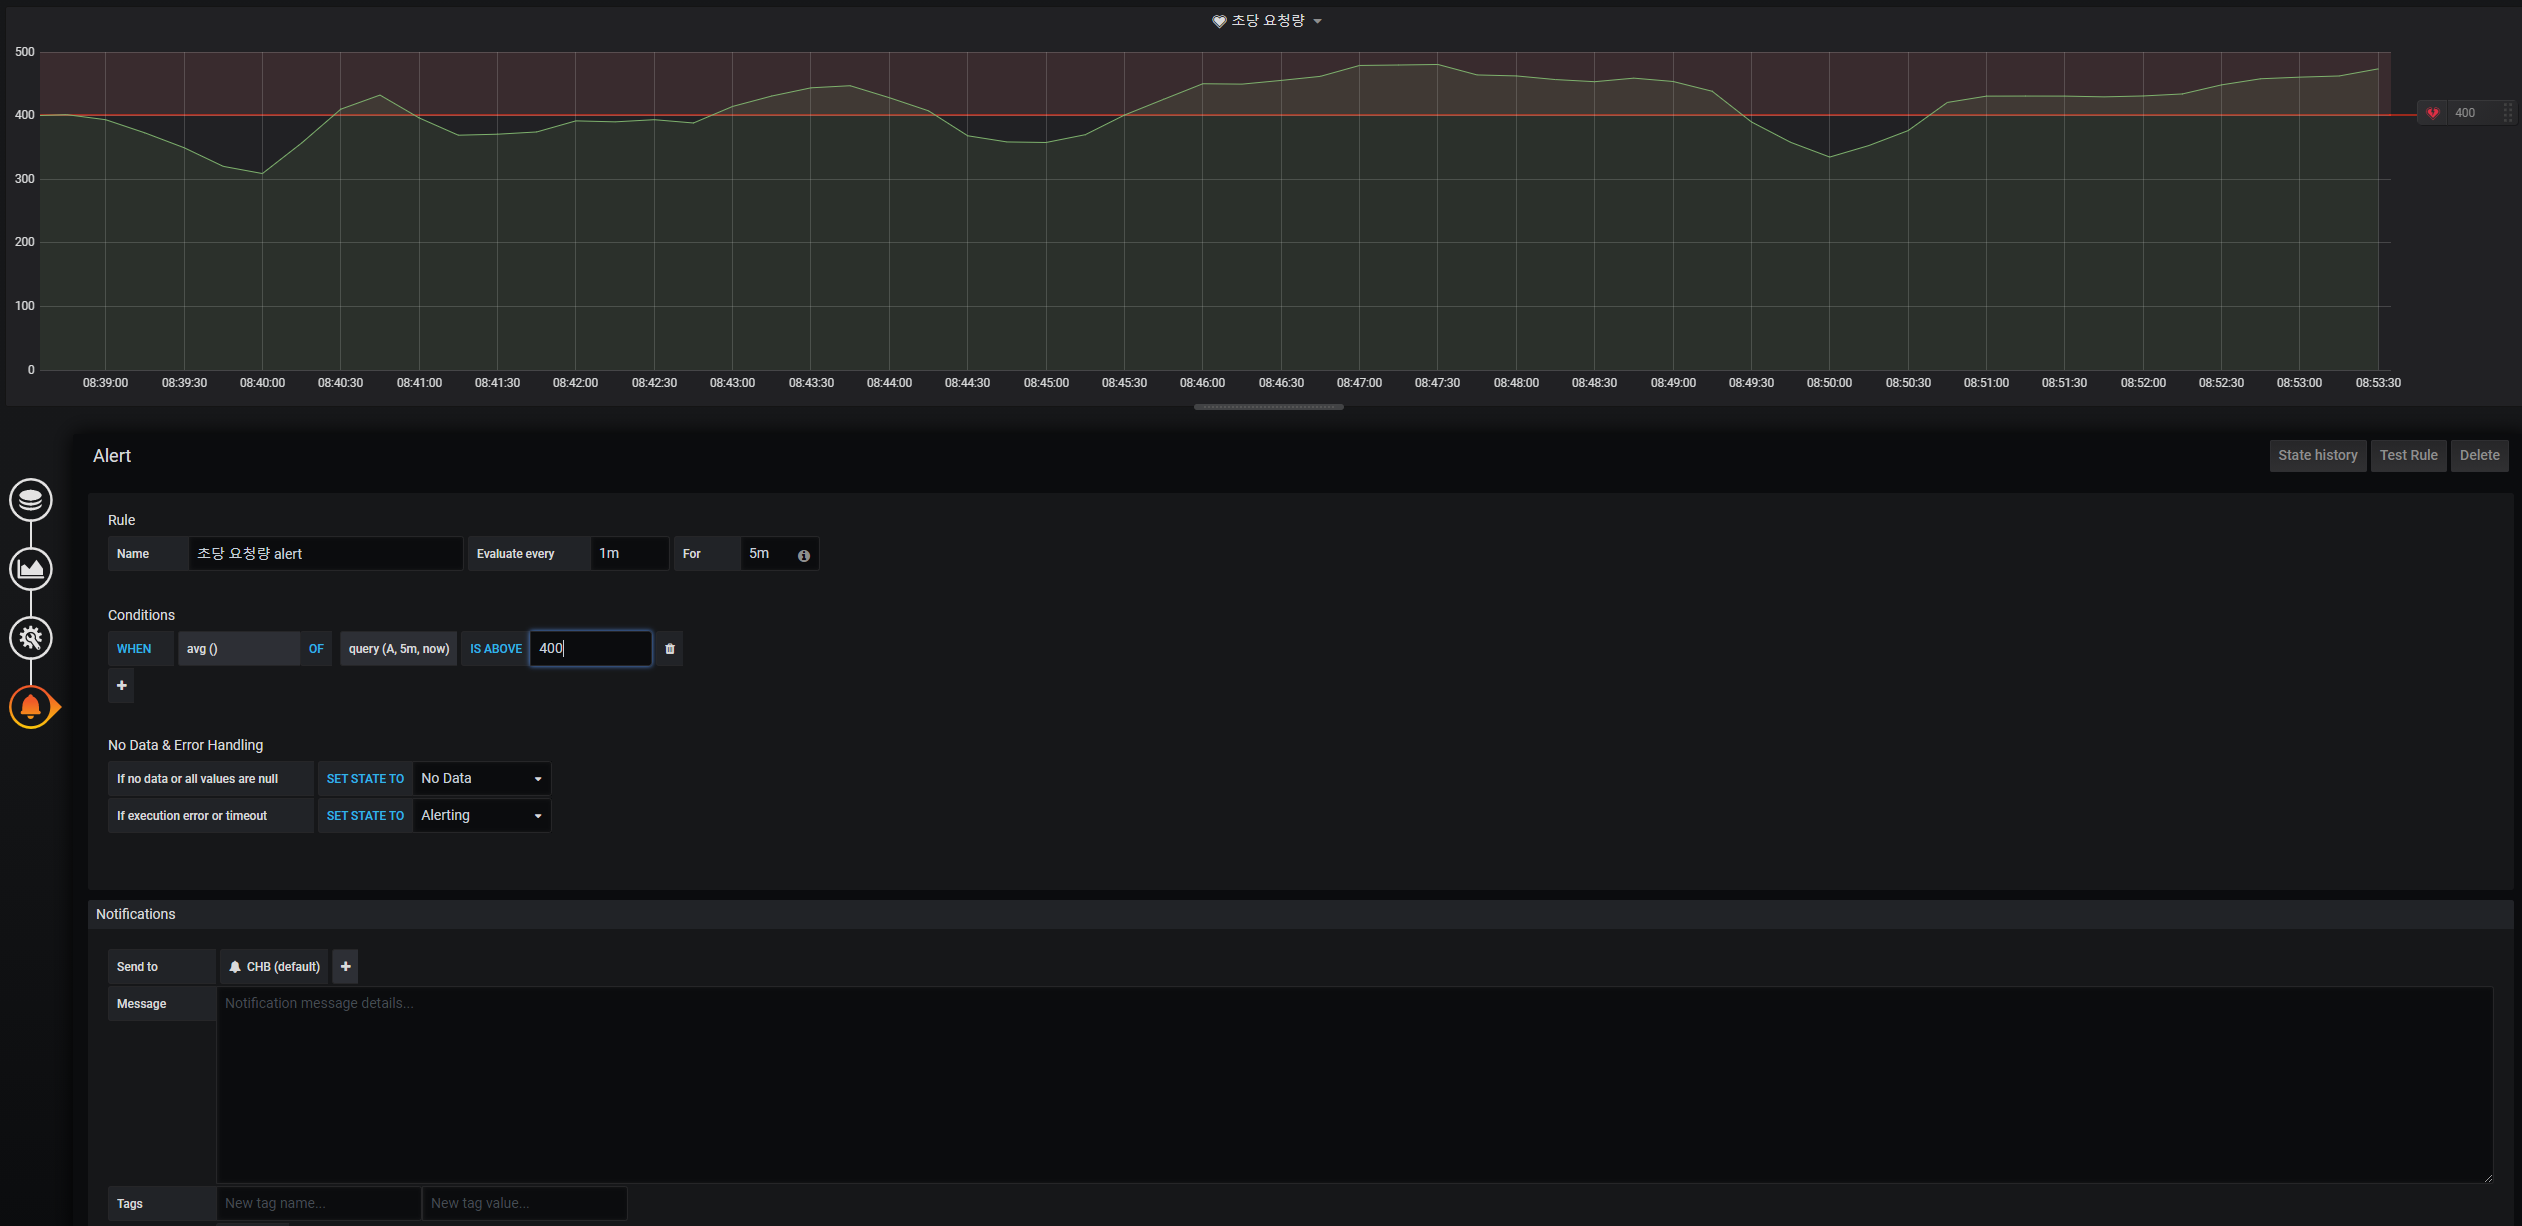 초당 요청량
500
400
300
200
100
0
400
08:39:00 08:39:30 08:40:00 08:40:30 08:41:00 08:41:30 08:42:00 08:42:30 08:43:00 08:43:30 08:44:00 08:44:30 08:45:00 08:45:30 08:46:00 08:46:30 08:47:00 08:47:30 08:48:00 08:48:30 08:49:00 08:49:30 08:50:00 08:50:30 08:51:00 08:51:30 08:52:00 08:52:30 08:53:00 08:53:30
Alert
State history Test Rule Delete
Rule
Name 초당 요청량 alert Evaluate every 1m For 5m
Conditions
WHEN avg () OF query (A, 5m, now) IS ABOVE 400
+
No Data & Error Handling
If no data or all values are null SET STATE TO No Data
If execution error or timeout SET STATE TO Alerting
Notifications
Send to CHB (default) +
Message Notification message details...
Tags New tag name... New tag value...